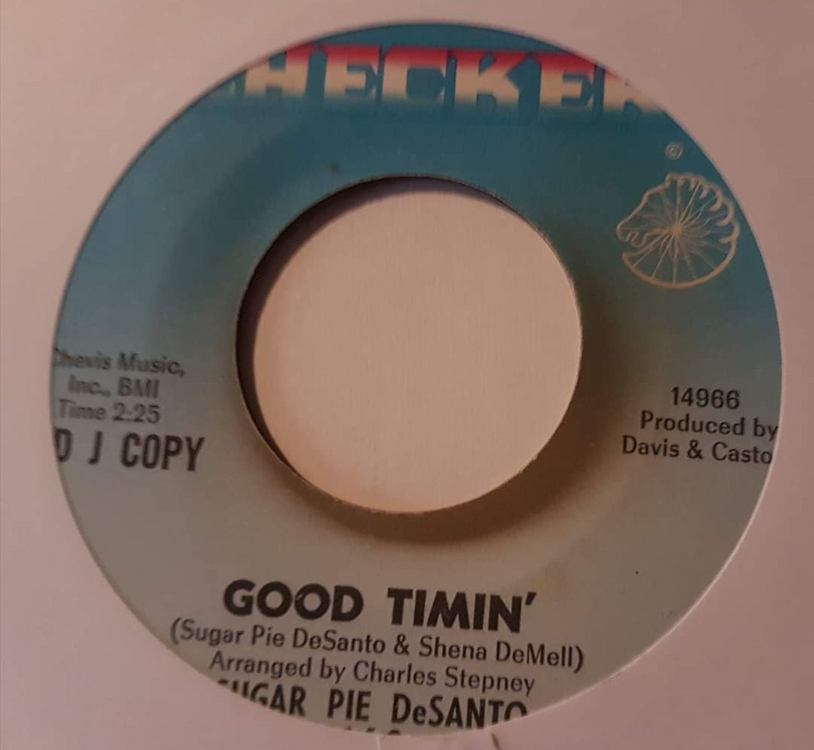 HECKER
©
Chevis Music,
Inc., BMI
Time 2:25
D J COPY
14966
Produced by
Davis & Casto
GOOD TIMIN'
(Sugar Pie DeSanto & Shena DeMell)
Arranged by Charles Stepney
SUGAR PIE DeSANTO